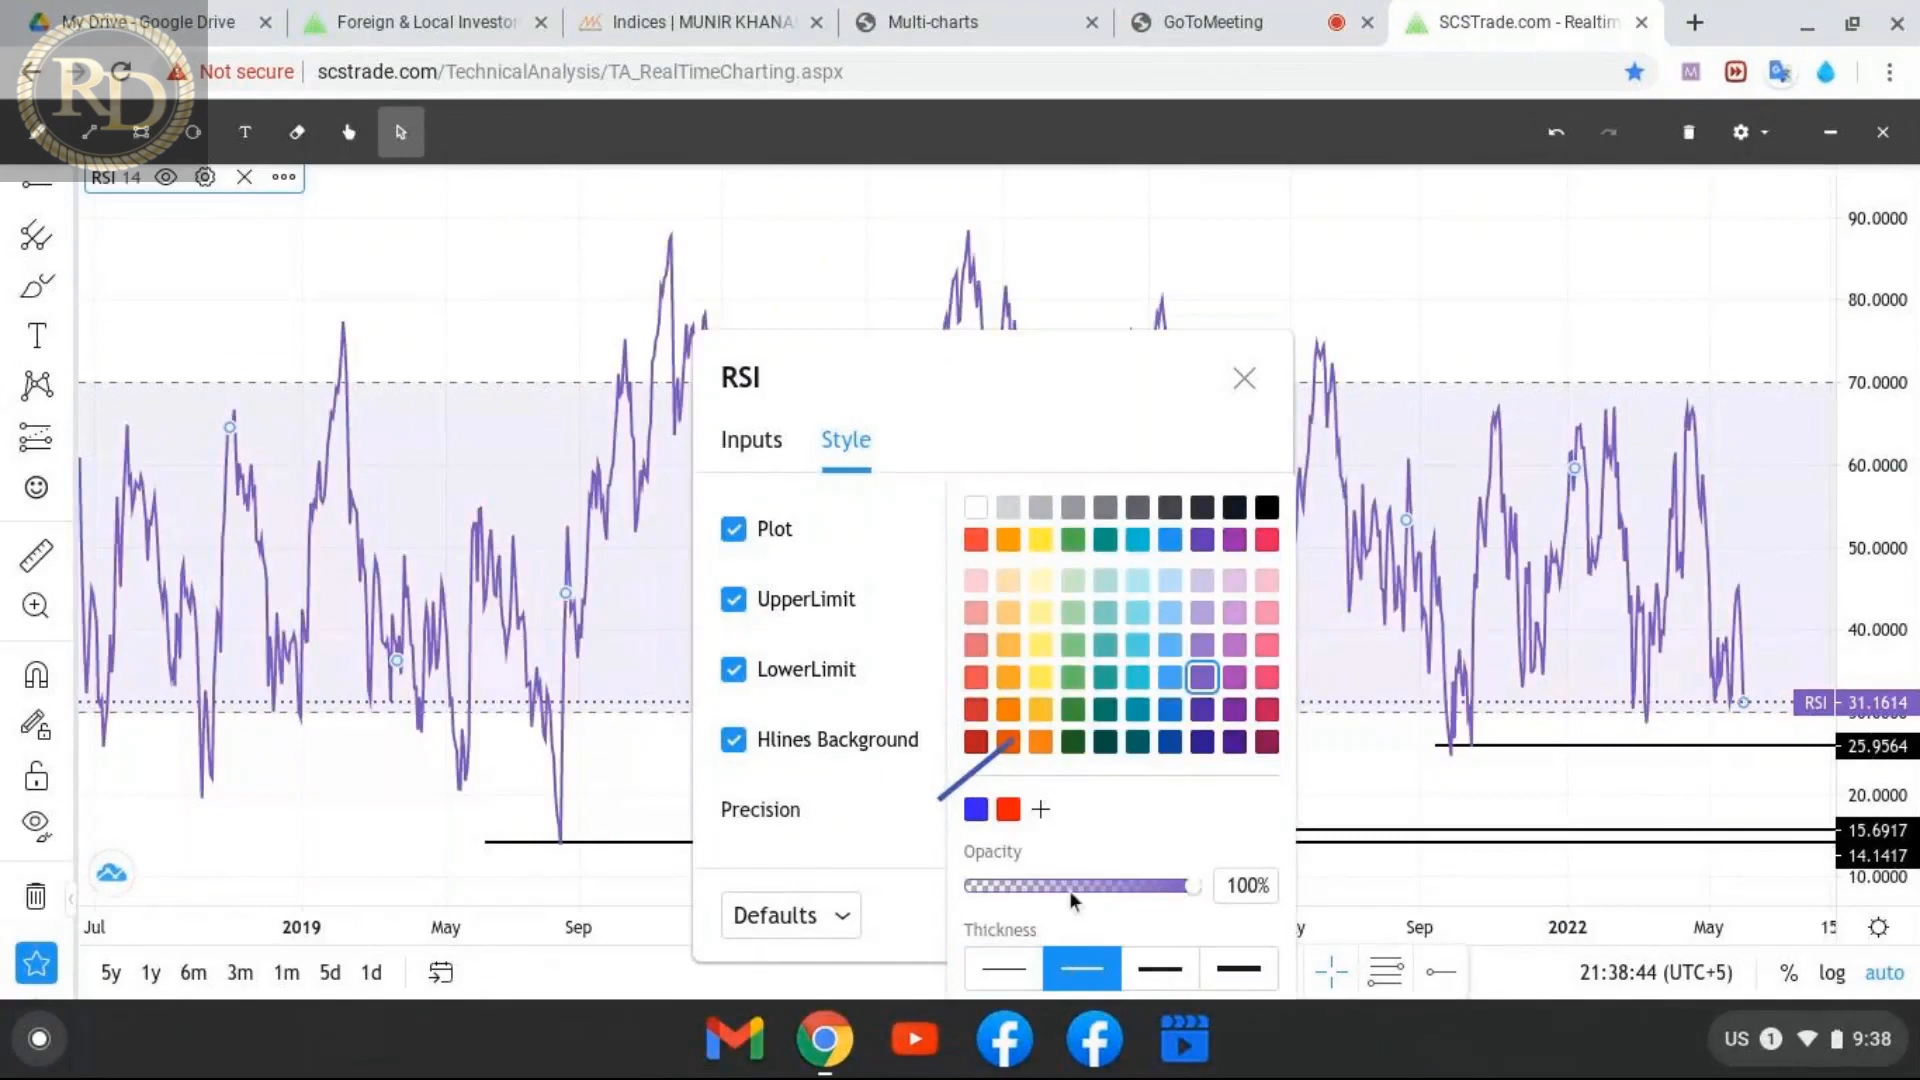 My Drive - Google Drive
Foreign & Local Investor
Indices | MUNIR KHANA
Multi-charts
GoToMeeting
SCSTrade.com - Realtim
Not secure
scstrade.com/TechnicalAnalysis/TA_RealTimeCharting.aspx
M
RD
T
RSI 14
T
90.0000
80.0000
70.0000
60.0000
50.0000
40.0000
RSI 31.1614
25.9564
20.0000
15.6917
14.1417
10.0000
RSI
Inputs
Style
Plot
UpperLimit
LowerLimit
Hlines Background
Precision
Defaults
Opacity
100%
Thickness
Jul
2019
May
Sep
y
Sep
2022
May
15
5y
1y
6m
3m
1m
5d
1d
21:38:44 (UTC+5)
%
log
auto
US
1
9:38